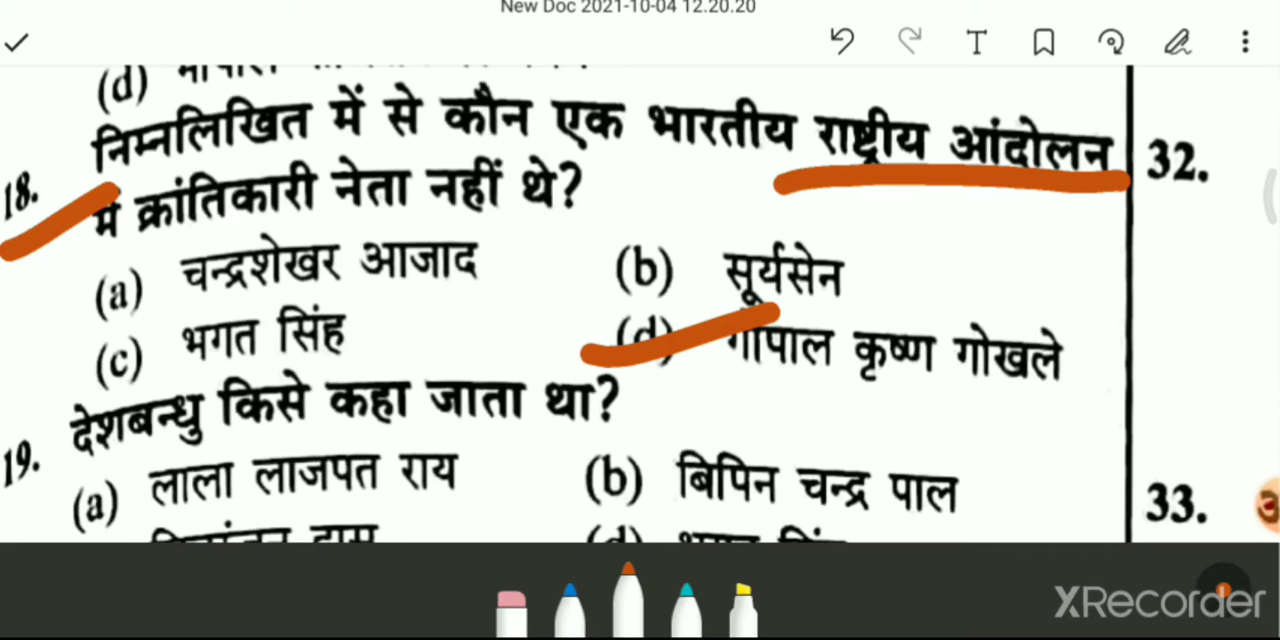 New Doc 2021-10-04 12.20.20
(d)
18. निम्नलिखित में से कौन एक भारतीय राष्ट्रीय आंदोलन
में क्रांतिकारी नेता नहीं थे?
(a) चन्द्रशेखर आजाद (b) सूर्यसेन
(c) भगत सिंह (d) गोपाल कृष्ण गोखले
19. देशबन्धु किसे कहा जाता था?
(a) लाला लाजपत राय (b) बिपिन चन्द्र पाल
(d)
32.
33.
XRecorder